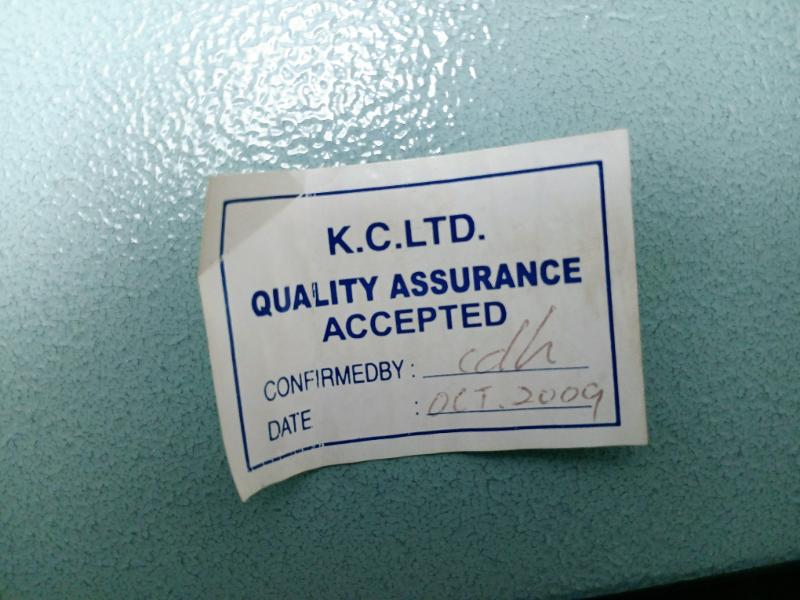 K.C.LTD.
QUALITY ASSURANCE
ACCEPTED
CONFIRMEDBY : cdh
DATE : OCT. 2009